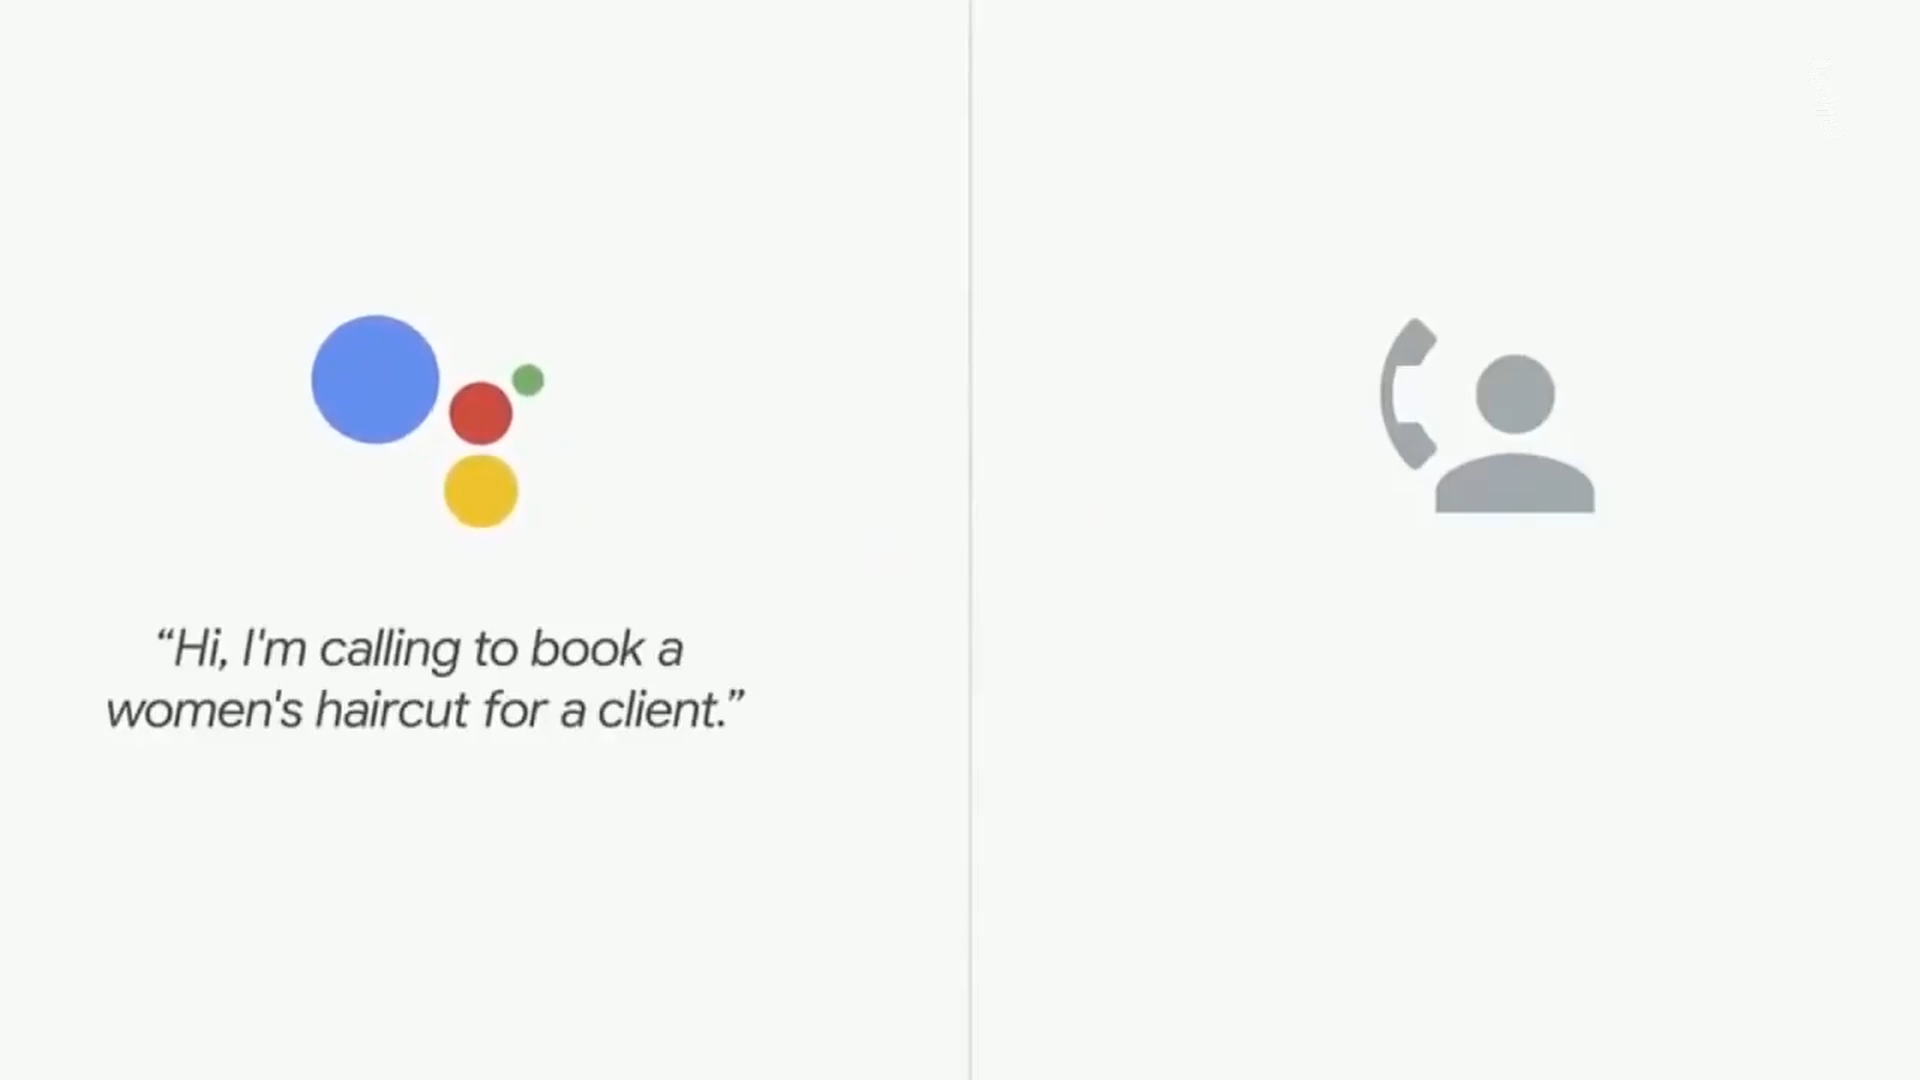 “Hi, I'm calling to book a
women's haircut for a client.”